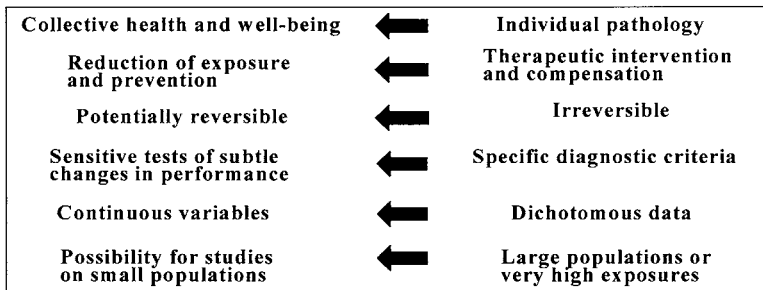 Collective health and well-being
Individual pathology
Reduction of exposure
and prevention
Therapeutic intervention
and compensation
Potentially reversible
Irreversible
Sensitive tests of subtle
changes in performance
Specific diagnostic criteria
Continuous variables
Dichotomous data
Possibility for studies
on small populations
Large populations or
very high exposures